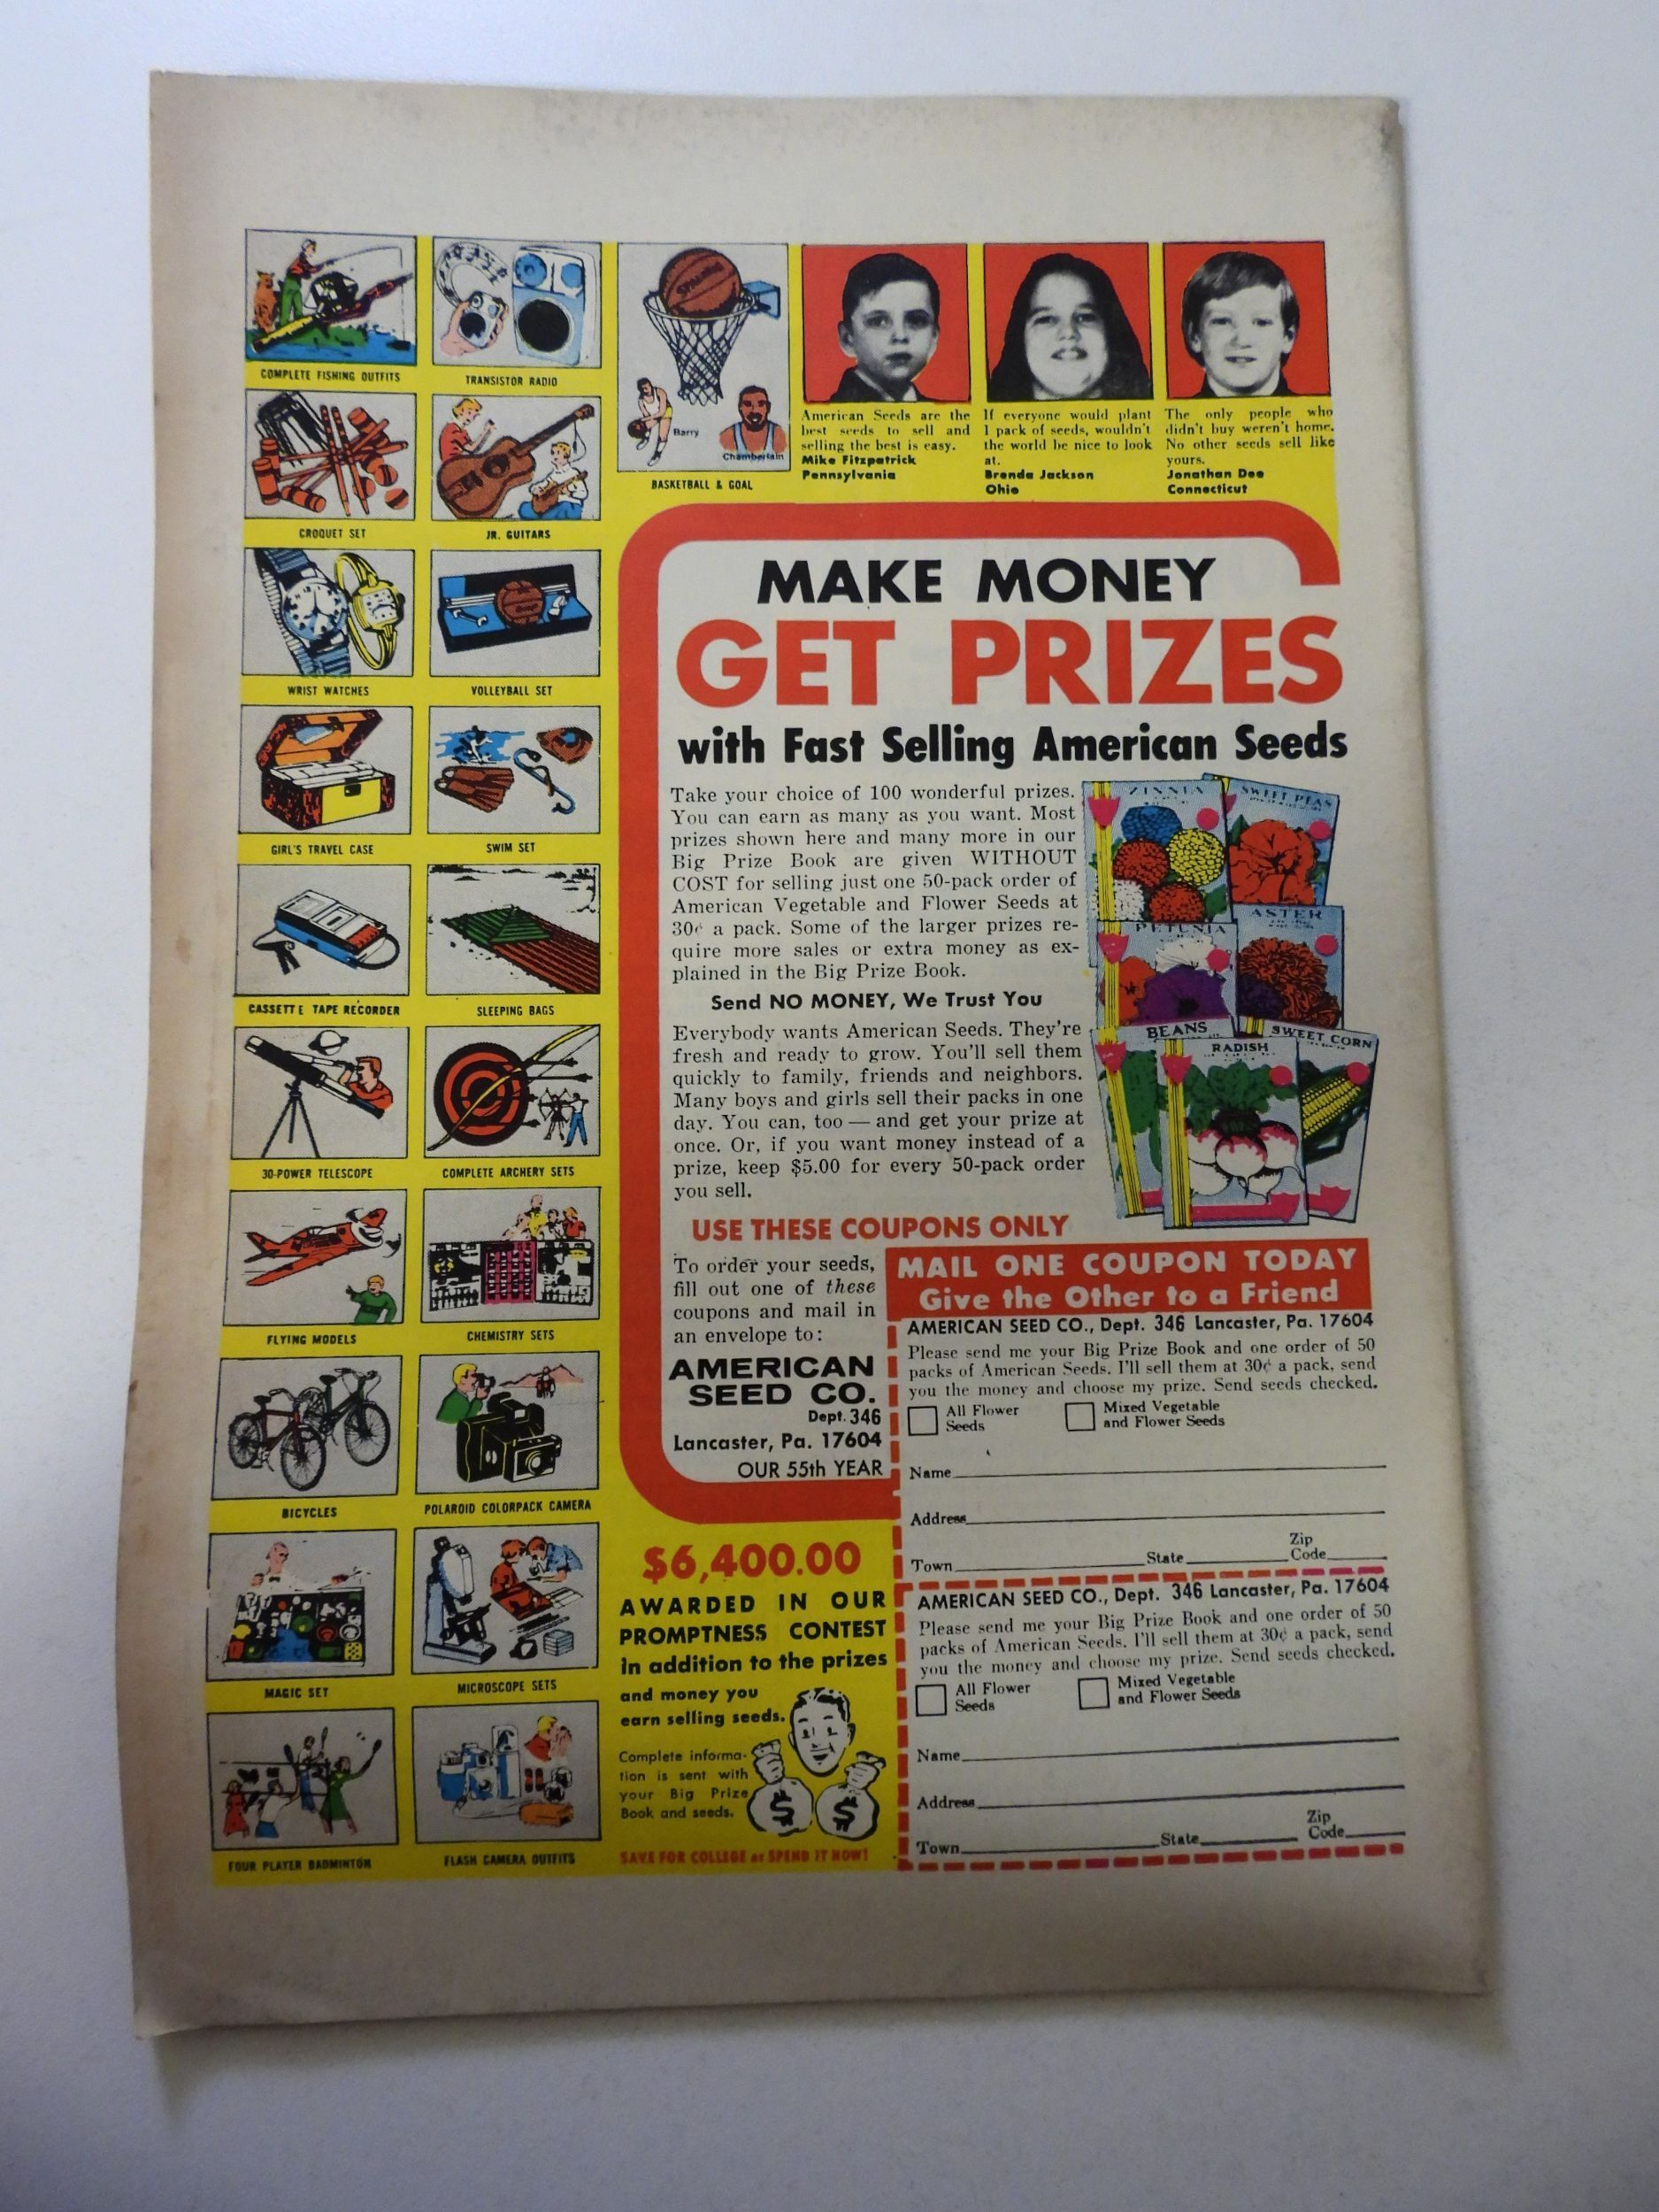 COMPLETE FISHING OUTFITS
TRANSISTOR RADIO
CROQUET SET
JR. GUITARS
WRIST WATCHES
VOLLEYBALL SET
GIRL'S TRAVEL CASE
SWIM SET
CASSETTE TAPE RECORDER
SLEEPING BAGS
30-POWER TELESCOPE
COMPLETE ARCHERY SETS
FLYING MODELS
CHEMISTRY SETS
BICYCLES
POLAROID COLORPACK CAMERA
MAGIC SET
MICROSCOPE SETS
FOUR PLAYER BADMINTON
FLASH CAMERA OUTFITS
Spalding
Barry
Chamberlain
BASKETBALL & GOAL
American Seeds are the
best seeds to sell and
selling the best is easy.
Mike Fitzpatrick
Pennsylvania
If everyone would plant
1 pack of seeds, wouldn't
the world be nice to look
at.
Brenda Jackson
Ohio
The only people who
didn't buy weren't home.
No other seeds sell like
yours.
Jonathan Dee
Connecticut
MAKE MONEY
GET PRIZES
with Fast Selling American Seeds
Take your choice of 100 wonderful prizes.
You can earn as many as you want. Most
prizes shown here and many more in our
Big Prize Book are given WITHOUT
COST for selling just one 50-pack order of
American Vegetable and Flower Seeds at
30¢ a pack. Some of the larger prizes re-
quire more sales or extra money as ex-
plained in the Big Prize Book.
Send NO MONEY, We Trust You
Everybody wants American Seeds. They're
fresh and ready to grow. You'll sell them
quickly to family, friends and neighbors.
Many boys and girls sell their packs in one
day. You can, too — and get your prize at
once. Or, if you want money instead of a
prize, keep $5.00 for every 50-pack order
you sell.
ZINNIA
SWEET PEAS
PETUNIA
ASTER
BEANS
RADISH
SWEET CORN
USE THESE COUPONS ONLY
To order your seeds,
fill out one of these
coupons and mail in
an envelope to:
AMERICAN
SEED CO.
Dept. 346
Lancaster, Pa. 17604
OUR 55th YEAR
MAIL ONE COUPON TODAY
Give the Other to a Friend
AMERICAN SEED CO., Dept. 346 Lancaster, Pa. 17604
Please send me your Big Prize Book and one order of 50
packs of American Seeds. I'll sell them at 30¢ a pack, send
you the money and choose my prize. Send seeds checked.
All Flower
Seeds
Mixed Vegetable
and Flower Seeds
Name
Address
Town State Zip Code
AMERICAN SEED CO., Dept. 346 Lancaster, Pa. 17604
Please send me your Big Prize Book and one order of 50
packs of American Seeds. I'll sell them at 30¢ a pack, send
you the money and choose my prize. Send seeds checked.
All Flower
Seeds
Mixed Vegetable
and Flower Seeds
Name
Address
Town State Zip Code
$6,400.00
AWARDED IN OUR
PROMPTNESS CONTEST
in addition to the prizes
and money you
earn selling seeds.
Complete informa-
tion is sent with
your Big Prize
Book and seeds.
$ $
SAVE FOR COLLEGE or SPEND IT NOW!